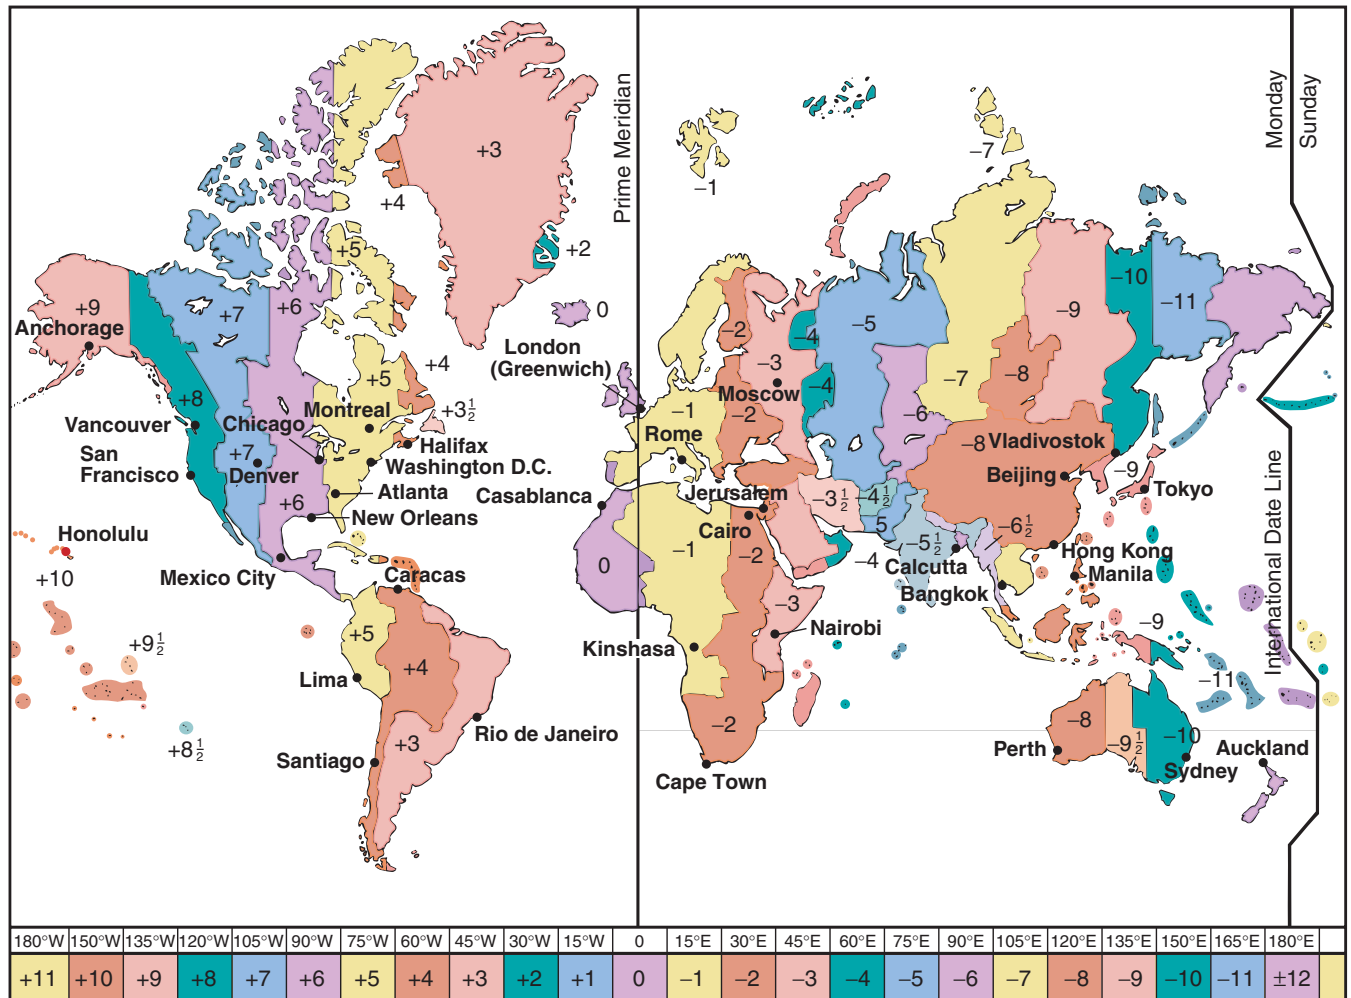 Prime Meridian
Monday
Sunday
International Date Line
+3
+4
+2
+5
0
−1
−7
+9
Anchorage
+7
+6
+8
Vancouver
San
Francisco
Chicago
Montreal
+5
+4
+3½
Halifax
Washington D.C.
+7
Denver
+6
Atlanta
New Orleans
Honolulu
+10
Mexico City
Caracas
+9½
+8½
+5
+4
Lima
+3
Rio de Janeiro
Santiago
London
(Greenwich)
Casablanca
0
−1
Rome
−2
−2
−3
Moscow
−4
−4
−5
−6
−7
−8
−9
−10
−11
−8
Vladivostok
Beijing
−9
Tokyo
Jerusalem
Cairo
−3½
−4½
5
−5½
−6½
−4
Calcutta
Bangkok
Hong Kong
Manila
−1
−2
−3
Nairobi
Kinshasa
−2
Cape Town
−9
−11
−8
−9½
−10
Perth
Sydney
Auckland
180°W 150°W 135°W 120°W 105°W 90°W 75°W 60°W 45°W 30°W 15°W 0 15°E 30°E 45°E 60°E 75°E 90°E 105°E 120°E 135°E 150°E 165°E 180°E
+11 +10 +9 +8 +7 +6 +5 +4 +3 +2 +1 0 −1 −2 −3 −4 −5 −6 −7 −8 −9 −10 −11 ±12